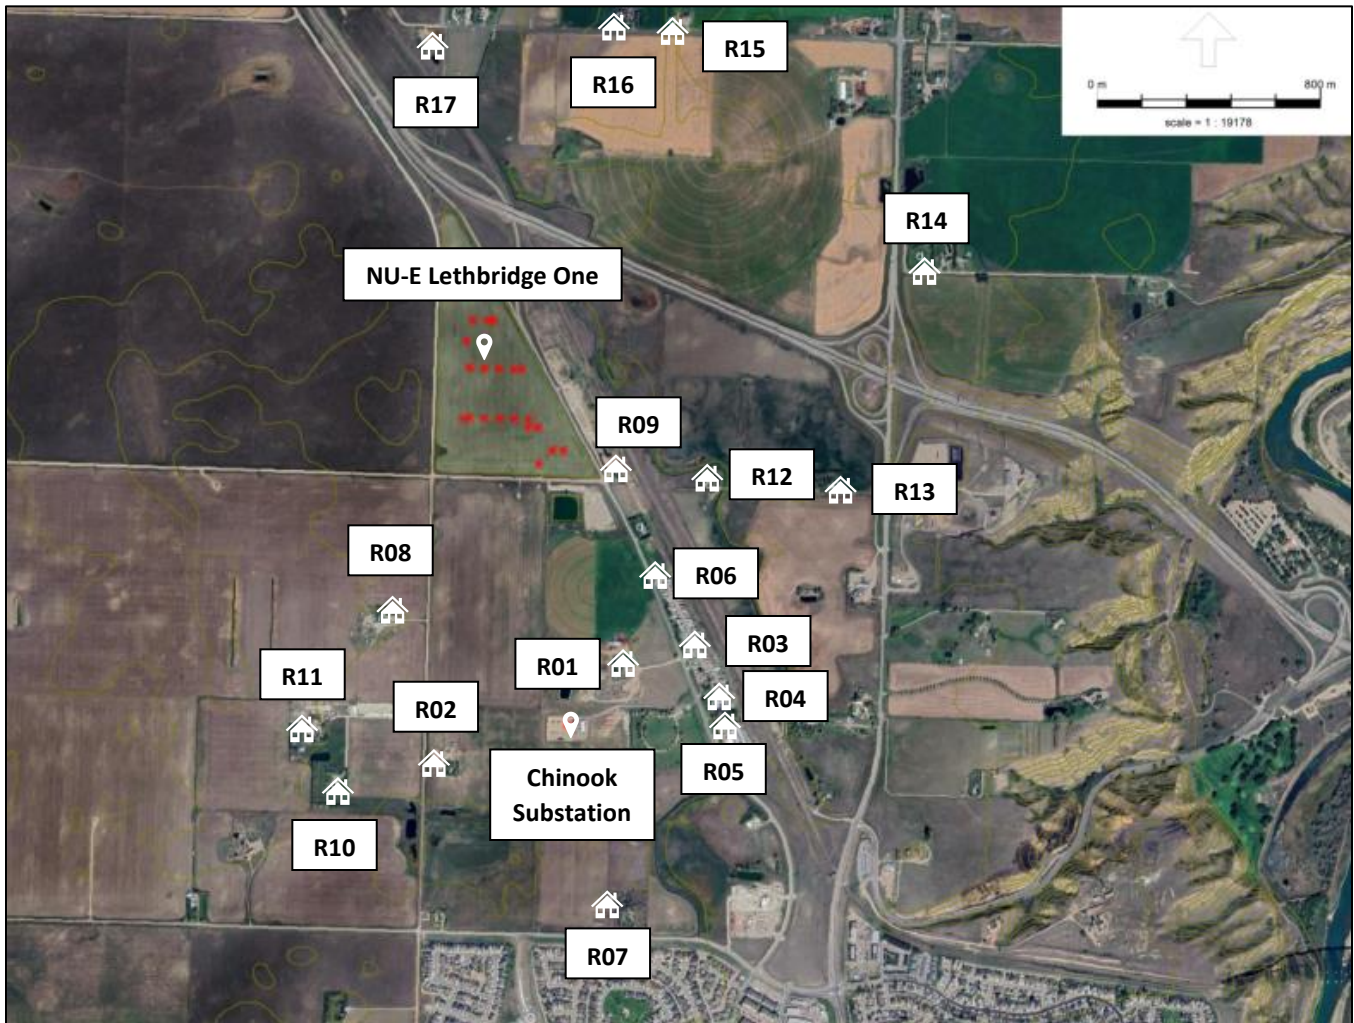 R17
R16
R15
0 m
800 m
scale = 1 : 19178
R14
NU-E Lethbridge One
R09
R12
R13
R08
R06
R03
R01
R11
R02
R04
R05
Chinook
Substation
R10
R07